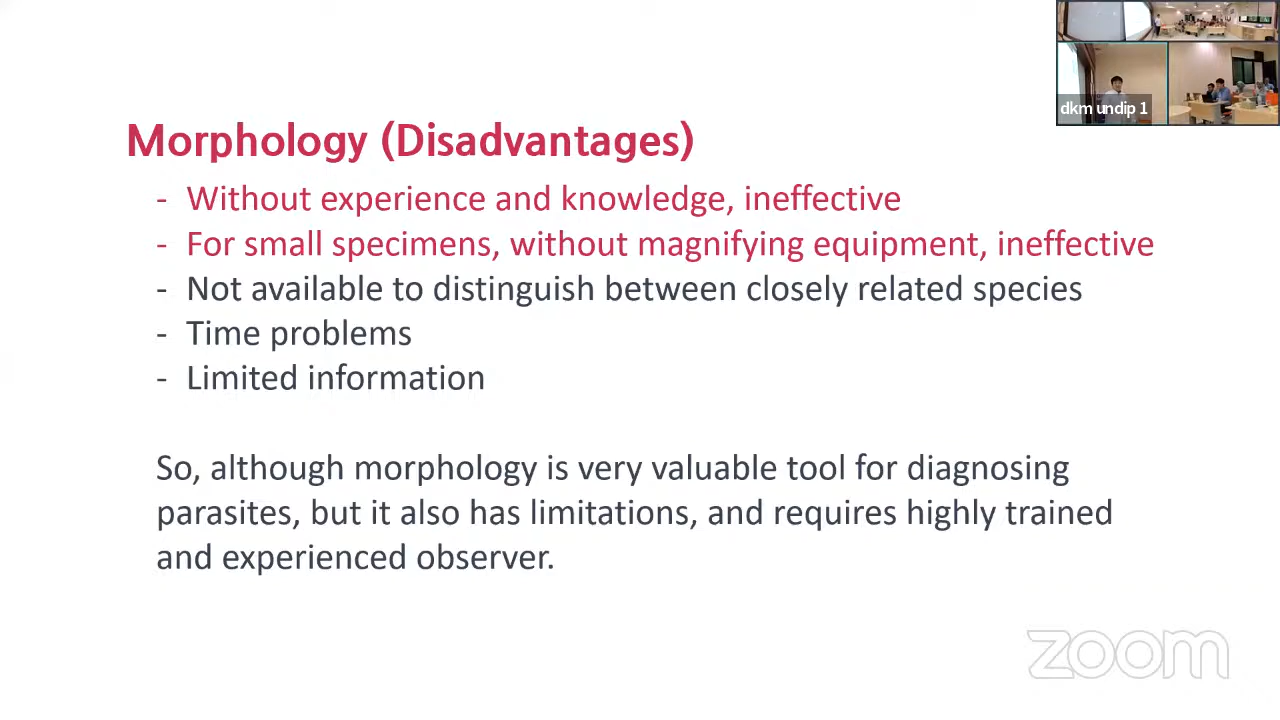 dkm undip 1
Morphology (Disadvantages)
- Without experience and knowledge, ineffective
- For small specimens, without magnifying equipment, ineffective
- Not available to distinguish between closely related species
- Time problems
- Limited information
So, although morphology is very valuable tool for diagnosing
parasites, but it also has limitations, and requires highly trained
and experienced observer.
zoom